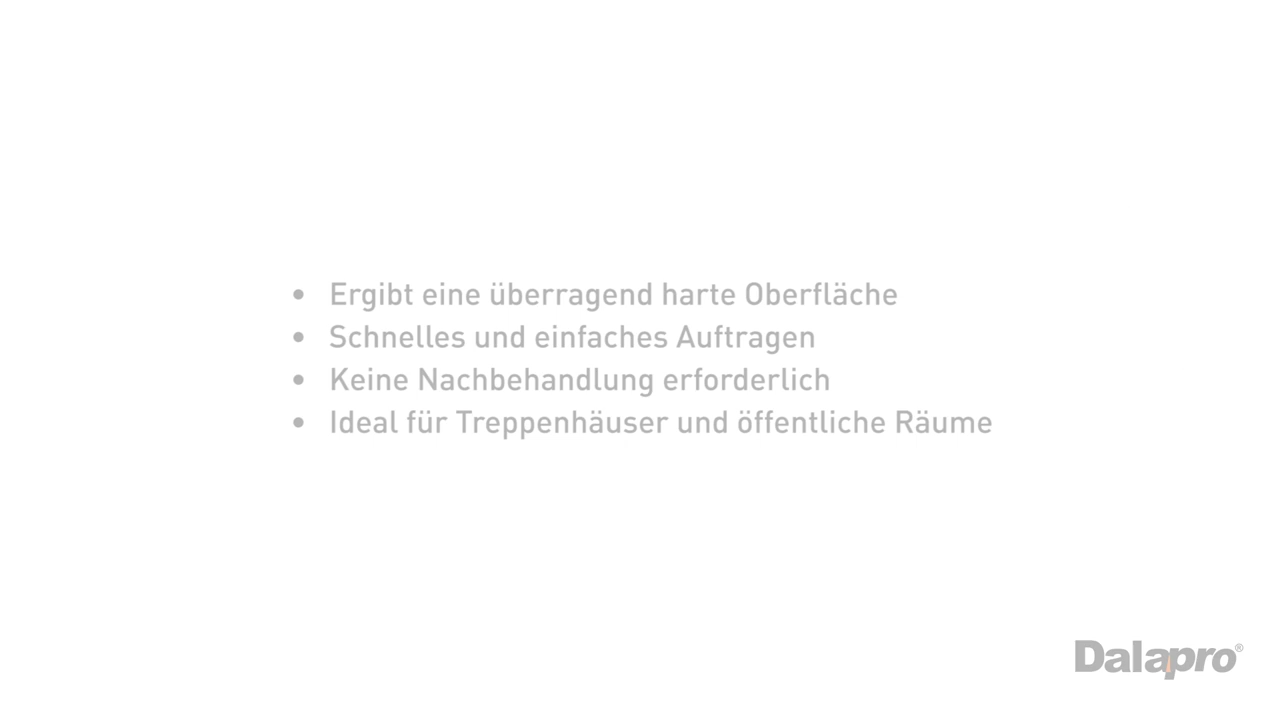 • Ergibt eine überragend harte Oberfläche
• Schnelles und einfaches Auftragen
• Keine Nachbehandlung erforderlich
• Ideal für Treppenhäuser und öffentliche Räume
Dalapro®